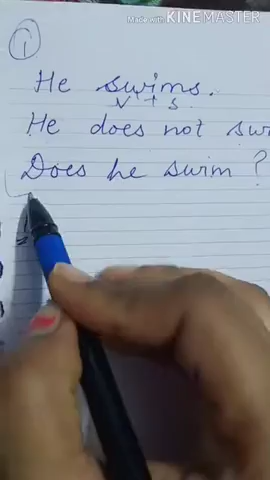 Made with KINEMASTER
①
He swims.
V + S
He does not
Does he swim ?